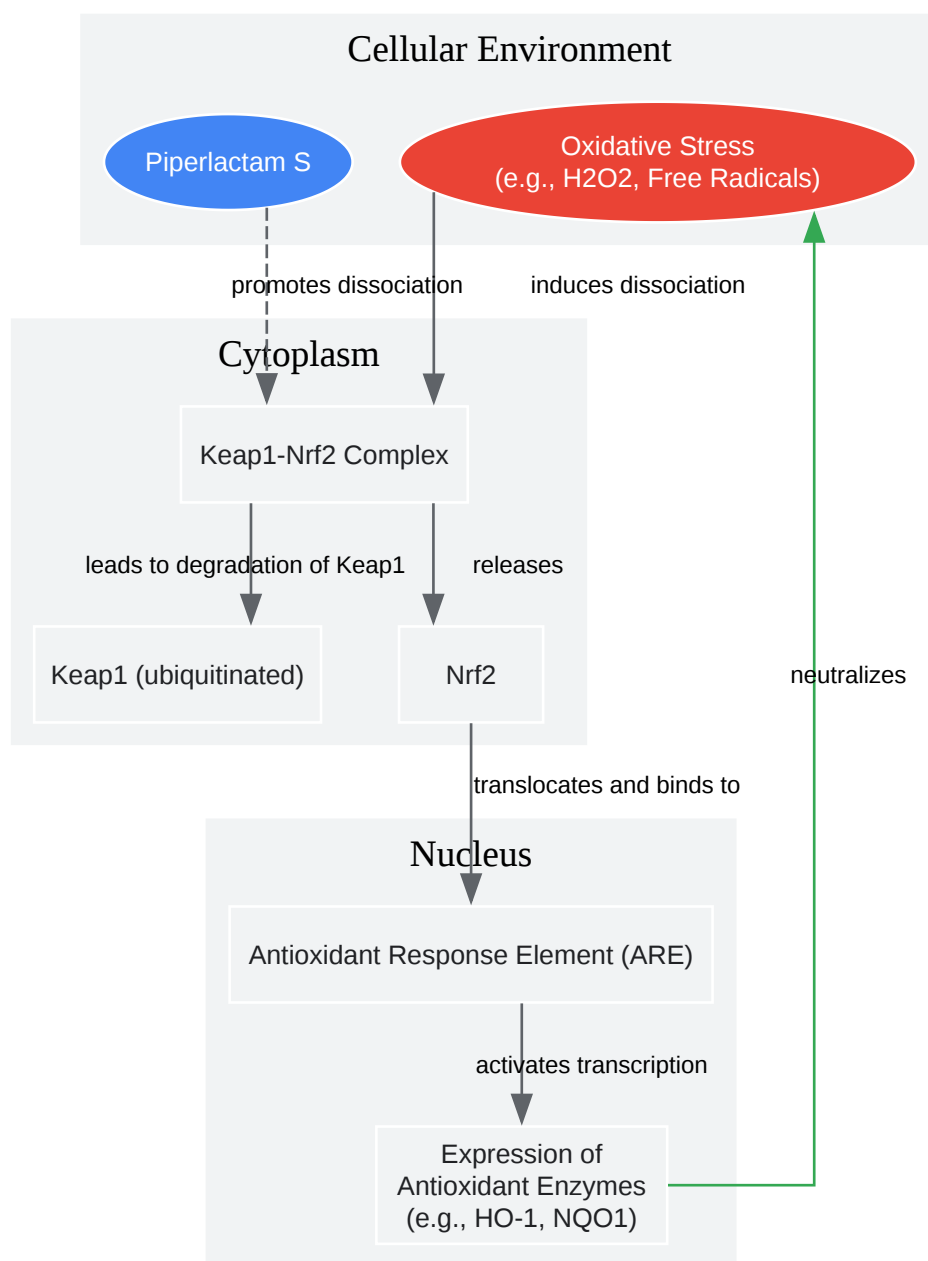 Cellular Environment
Piperlactam S
Oxidative Stress
(e.g., H2O2, Free Radicals)
promotes dissociation
induces dissociation
Cytoplasm
Keap1-Nrf2 Complex
leads to degradation of Keap1
releases
Keap1 (ubiquitinated)
Nrf2
neutralizes
translocates and binds to
Nucleus
Antioxidant Response Element (ARE)
activates transcription
Expression of
Antioxidant Enzymes
(e.g., HO-1, NQO1)